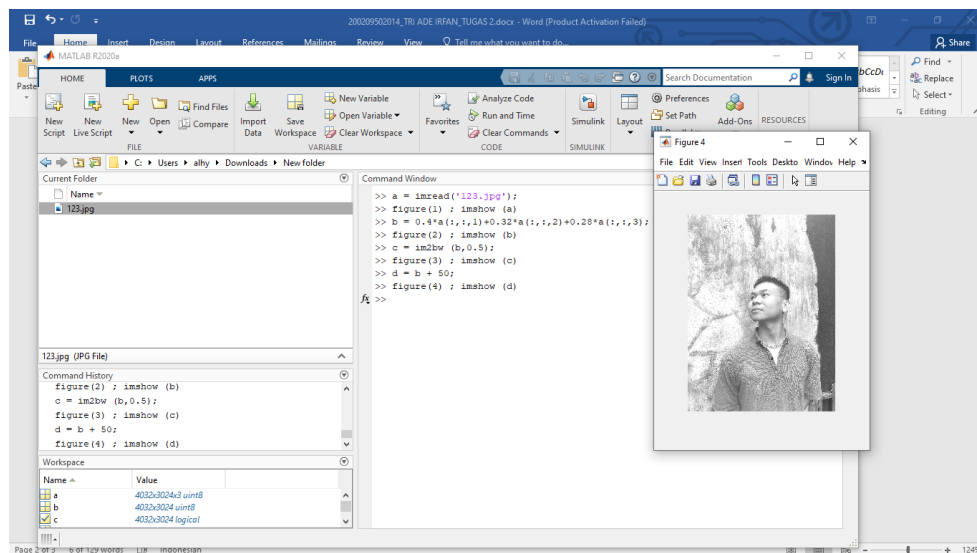 200209502014_TRI ADE IRFAN_TUGAS 2.docx - Word (Product Activation Failed)
File Home Insert Design Layout References Mailings Review View Tell me what you want to do... Share
Paste
Find
Replace
Select
Editing
MATLAB R2020a
HOME PLOTS APPS Search Documentation Sign In
New Script
New Live Script
New
Open
Find Files
Compare
FILE
Import Data
Save Workspace
New Variable
Open Variable
Clear Workspace
VARIABLE
Favorites
Analyze Code
Run and Time
Clear Commands
CODE
Simulink
SIMULINK
Layout
Preferences
Set Path
Add-Ons
RESOURCES
C: Users alhy Downloads New folder
Current Folder
Name
123.jpg
123.jpg (JPG File)
Command History
figure(2) ; imshow (b)
c = im2bw (b,0.5);
figure(3) ; imshow (c)
d = b + 50;
figure(4) ; imshow (d)
Workspace
Name Value
a 4032x3024x3 uint8
b 4032x3024 uint8
c 4032x3024 logical
Command Window
>> a = imread('123.jpg');
>> figure(1) ; imshow (a)
>> b = 0.4*a(:,:,1)+0.32*a(:,:,2)+0.28*a(:,:,3);
>> figure(2) ; imshow (b)
>> c = im2bw (b,0.5);
>> figure(3) ; imshow (c)
>> d = b + 50;
>> figure(4) ; imshow (d)
fx >>
Figure 4
File Edit View Insert Tools Deskto Window Help
Page 2 of 3 6 of 129 words Indonesian